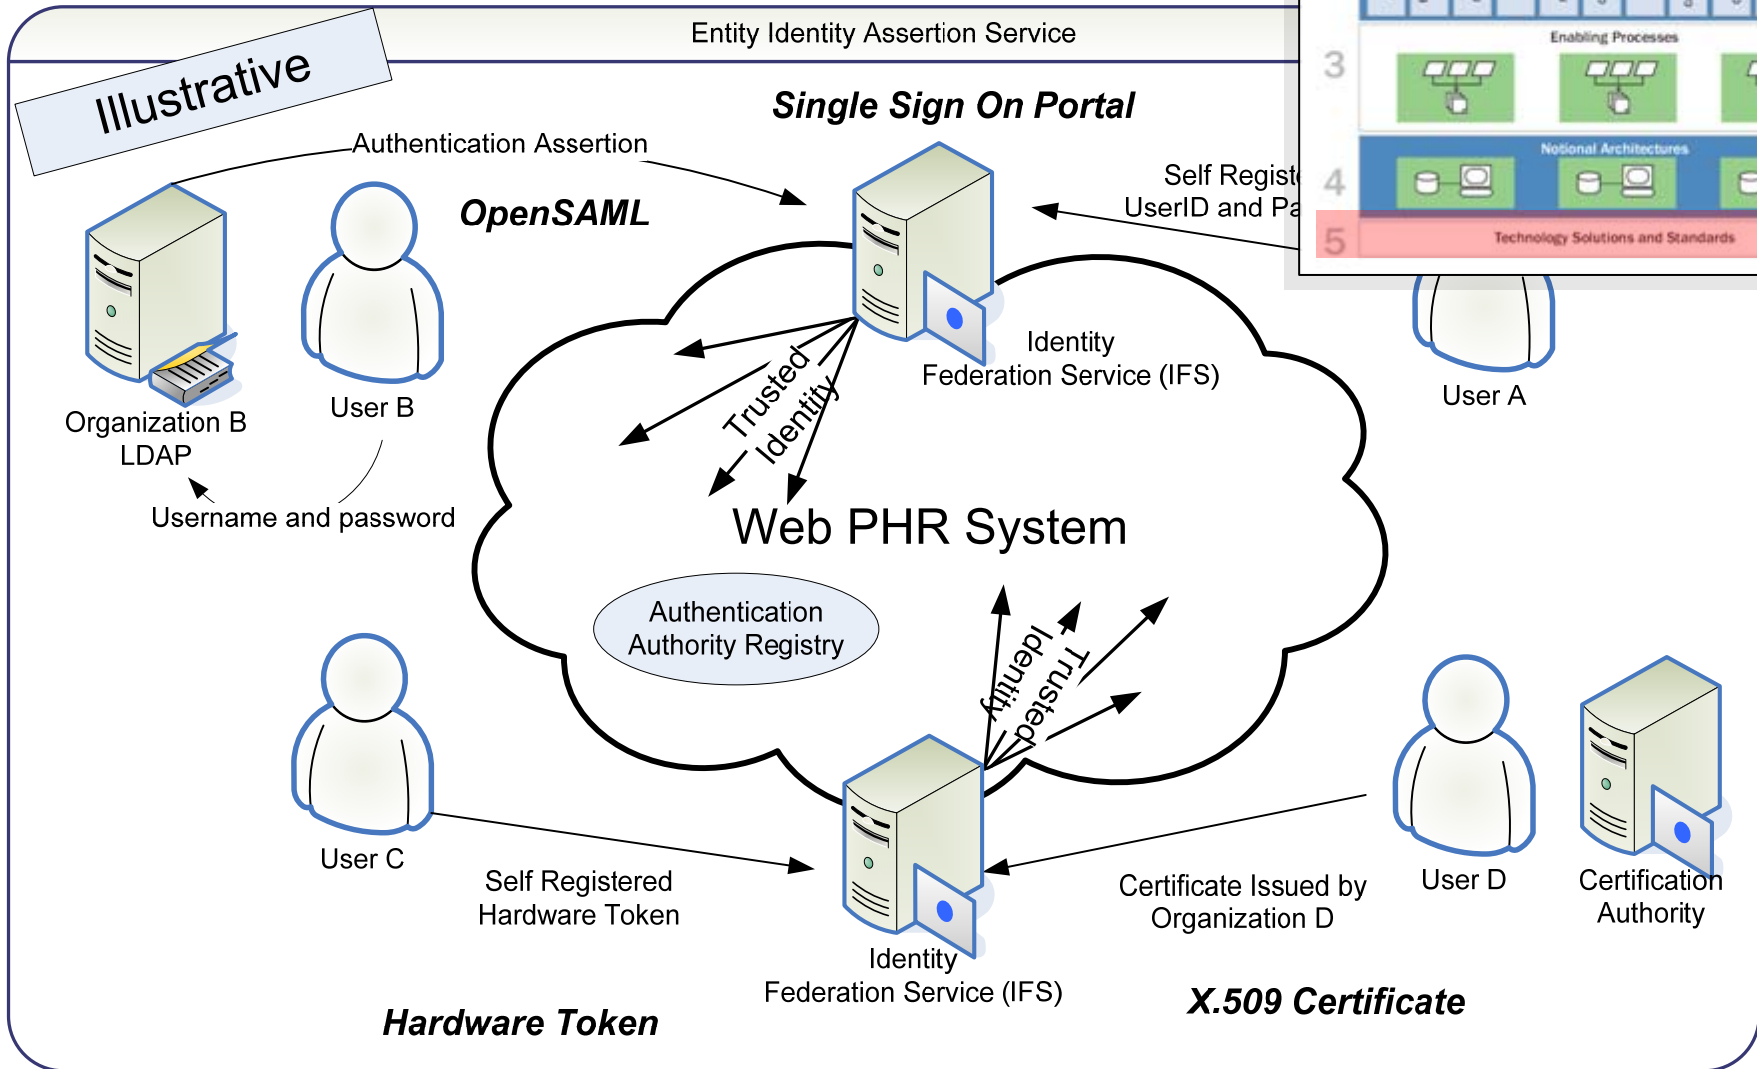 Entity Identity Assertion Service
Illustrative
Single Sign On Portal
Enabling Processes
3
Notional Architectures
4
5
Technology Solutions and Standards
Authentication Assertion
OpenSAML
Self Regist
UserID and Pa
Organization B
LDAP
User B
Username and password
Identity
Federation Service (IFS)
User A
Trusted
Identity
Web PHR System
Authentication
Authority Registry
Trusted
Identity
User C
Self Registered
Hardware Token
Identity
Federation Service (IFS)
Certificate Issued by
Organization D
User D
Certification
Authority
Hardware Token
X.509 Certificate